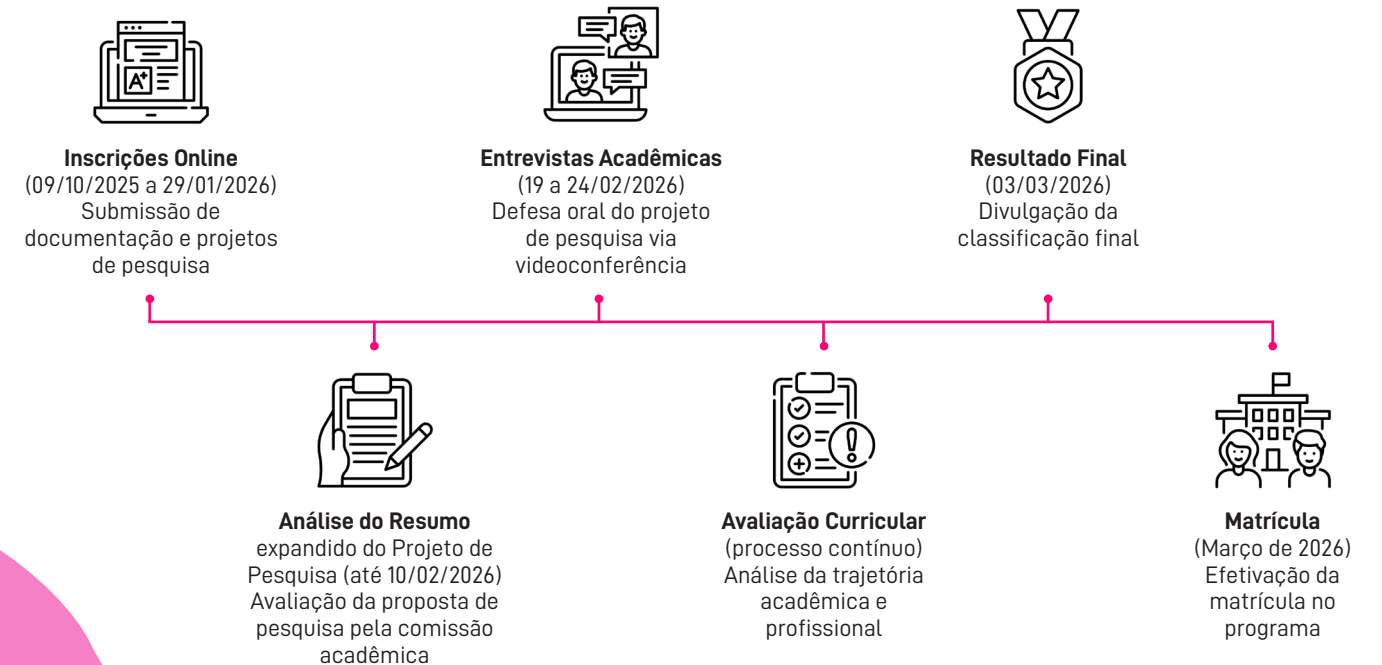 A+
Inscrições Online
(09/10/2025 a 29/01/2026)
Submissão de
documentação e projetos
de pesquisa
Entrevistas Acadêmicas
(19 a 24/02/2026)
Defesa oral do projeto
de pesquisa via
videoconferência
Resultado Final
(03/03/2026)
Divulgação da
classificação final
Análise do Resumo
expandido do Projeto de
Pesquisa (até 10/02/2026)
Avaliação da proposta de
pesquisa pela comissão
acadêmica
Avaliação Curricular
(processo contínuo)
Análise da trajetória
acadêmica e
profissional
Matrícula
(Março de 2026)
Efetivação da
matrícula no
programa